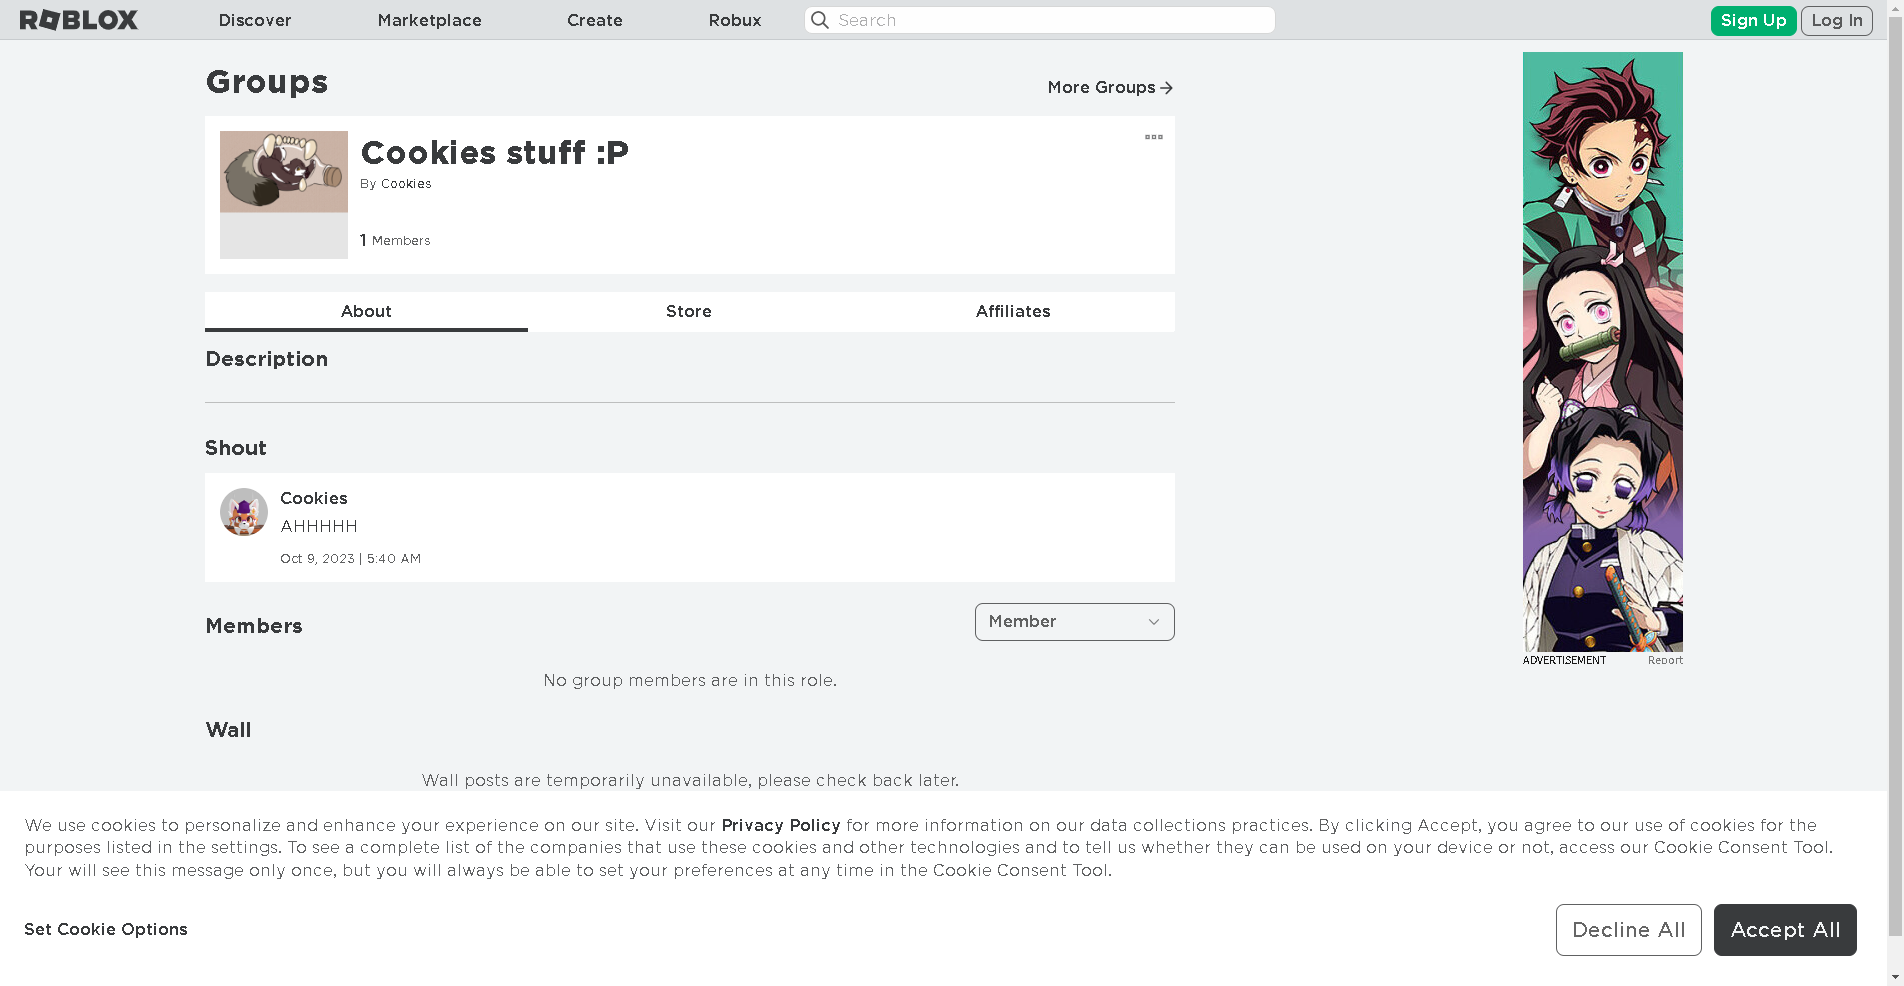 ROBLOX Discover Marketplace Create Robux Search Sign Up Log In
Groups
More Groups
Cookies stuff :P
By Cookies
1 Members
About Store Affiliates
Description
Shout
Cookies
AHHHHH
Oct 9, 2023 | 5:40 AM
Members
Member
No group members are in this role.
Wall
Wall posts are temporarily unavailable, please check back later.
ADVERTISEMENT Report
We use cookies to personalize and enhance your experience on our site. Visit our Privacy Policy for more information on our data collections practices. By clicking Accept, you agree to our use of cookies for the
purposes listed in the settings. To see a complete list of the companies that use these cookies and other technologies and to tell us whether they can be used on your device or not, access our Cookie Consent Tool.
Your will see this message only once, but you will always be able to set your preferences at any time in the Cookie Consent Tool.
Set Cookie Options
Decline All
Accept All